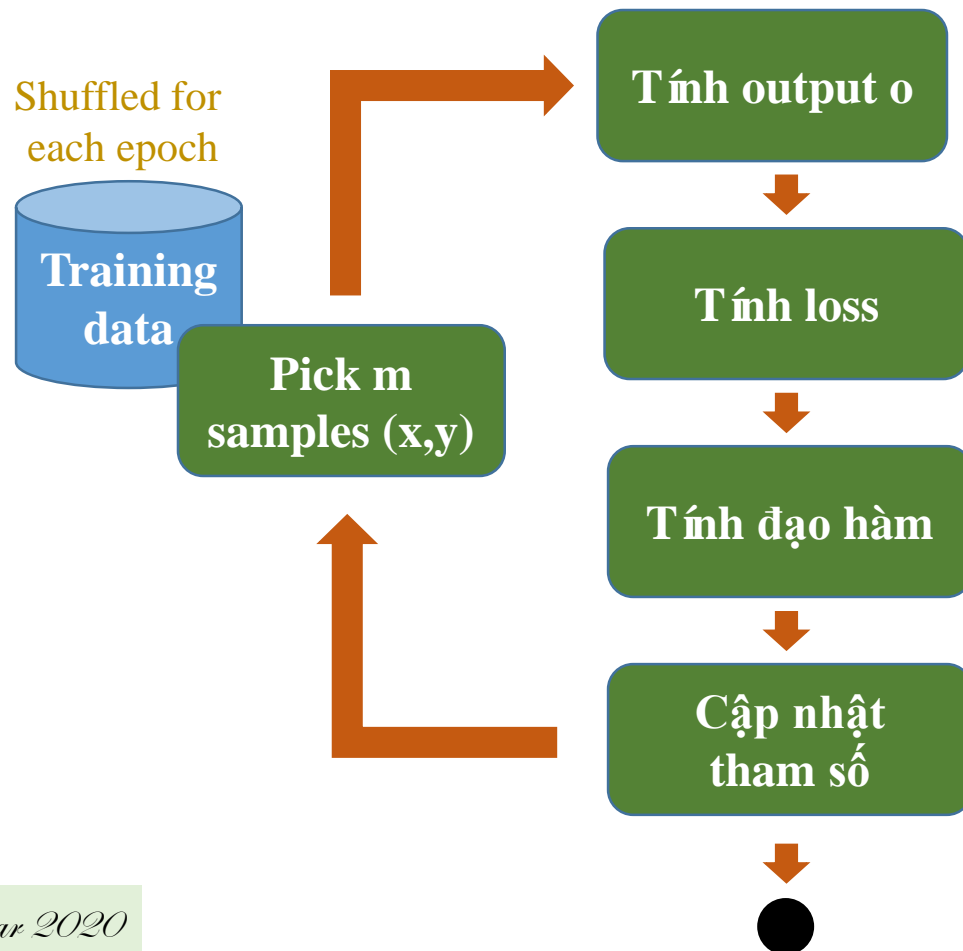 Shuffled for
each epoch
Training
data
Pick m
samples (x,y)
Tính output o
Tính loss
Tính đạo hàm
Cập nhật
tham số
2020